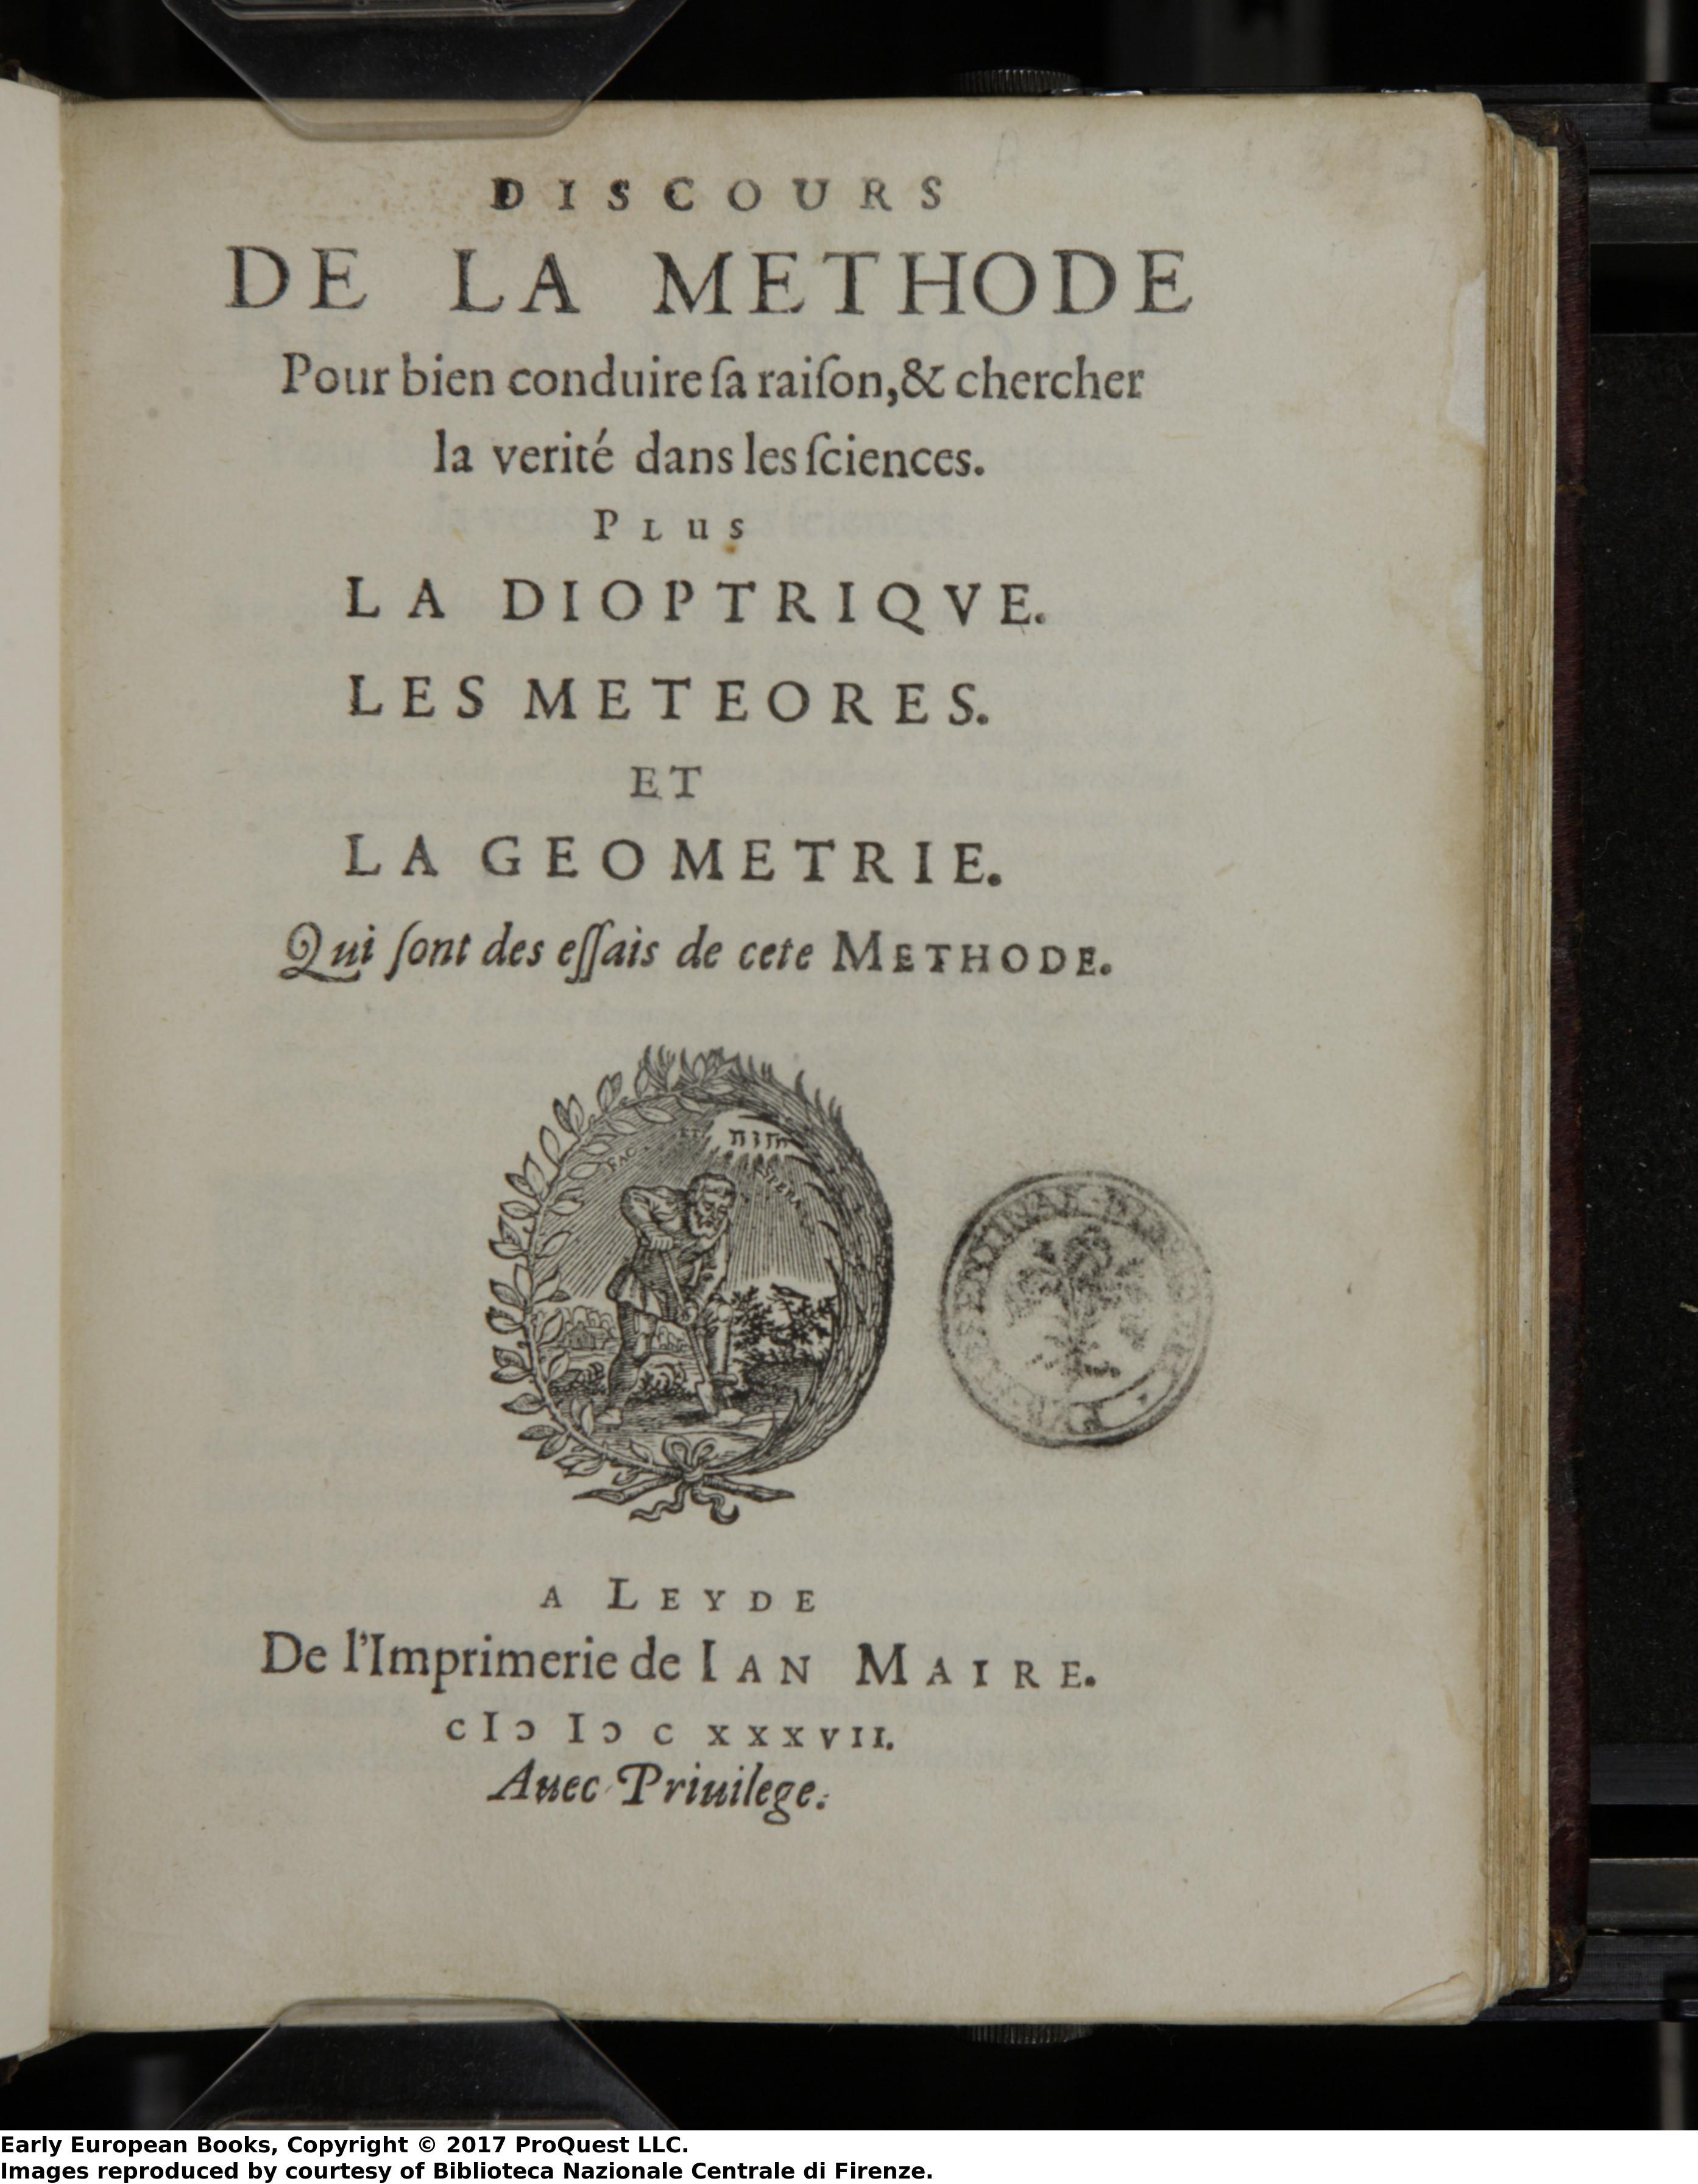 DISCOURS
DE LA METHODE
Pour bien conduire ſa raiſon,& chercher
la verité dans les ſciences.
PLus
LA DIOPTRIQVE.
LES METEORES.
ET
LA GEOMETRIE.
Qui ſont des eſſais de cete METHODE.
FAC ET
A LEYDE
De l'Imprimerie de IAN MAIRE.
cIↄ Iↄ c xxxvII.
Auec Priuilege.
Early European Books, Copyright © 2017 ProQuest LLC.
Images reproduced by courtesy of Biblioteca Nazionale Centrale di Firenze.